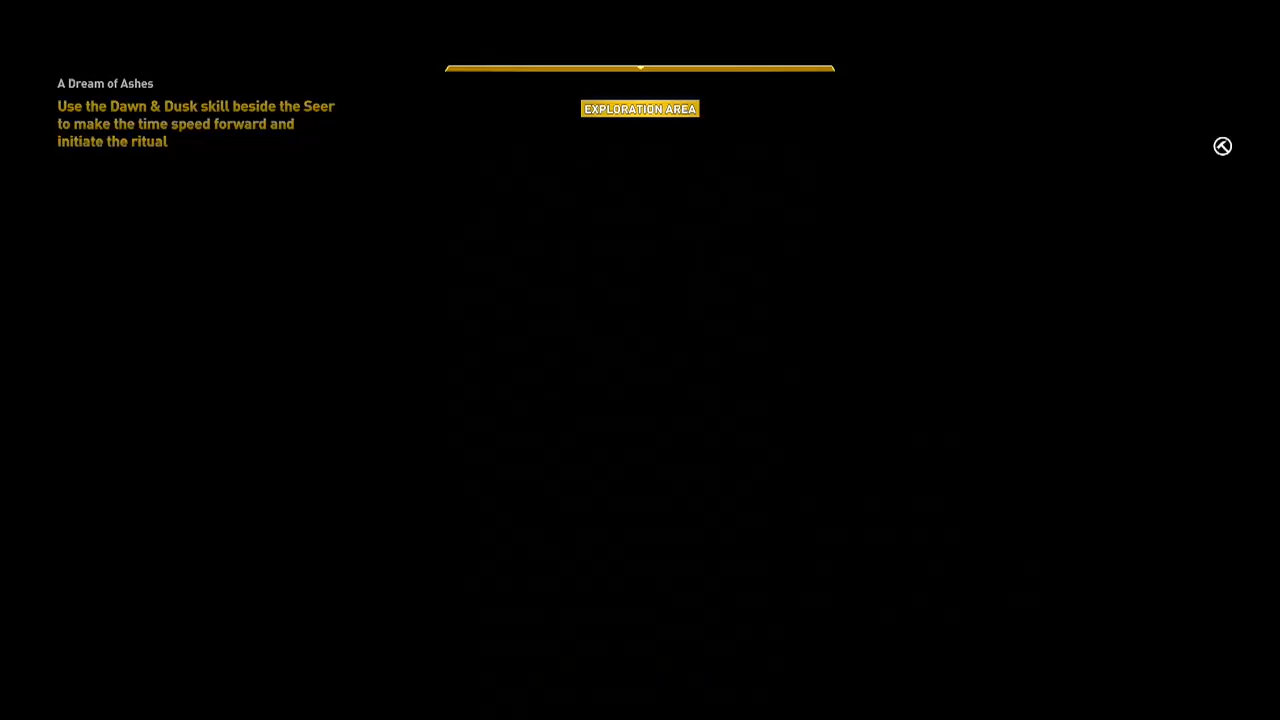 A Dream of Ashes
Use the Dawn & Dusk skill beside the Seer
to make the time speed forward and
initiate the ritual
EXPLORATION AREA